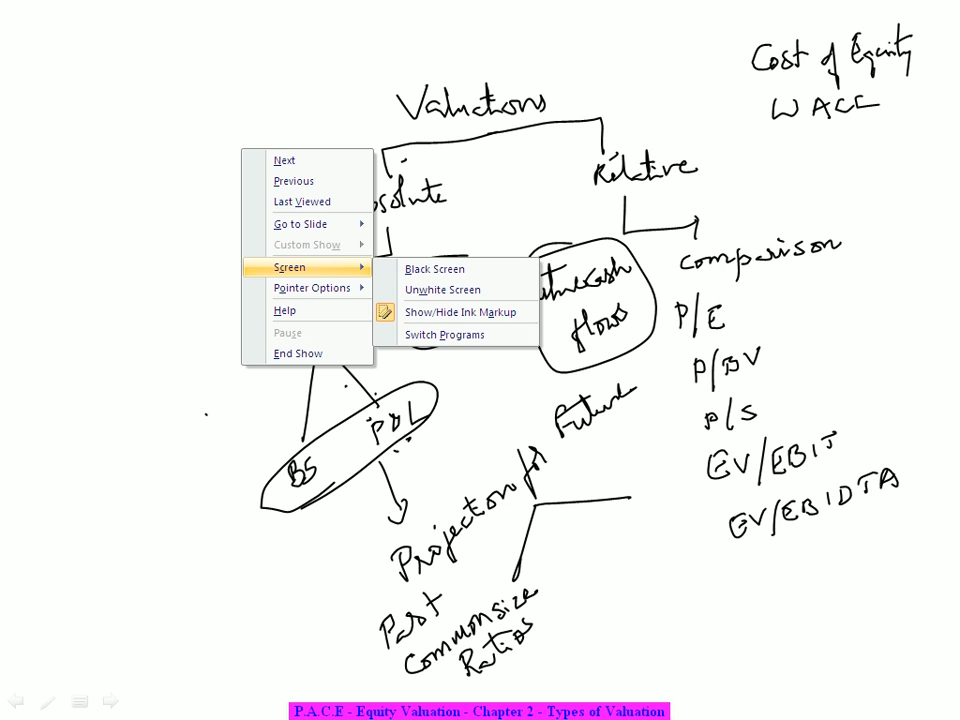 Cost of Equity
WACC
Valuations
Relative
Comparison
P/E
P/BV
P/S
EV/EBIT
EV/EBIDTA
Next
Previous
Last Viewed
Go to Slide
Custom Show
Screen
Pointer Options
Help
Pause
End Show
Black Screen
Unwhite Screen
Show/Hide Ink Markup
Switch Programs
cash
flows
BS P&L
Projection for Future
Past
Commonsize
Ratios
P.A.C.E - Equity Valuation - Chapter 2 - Types of Valuation